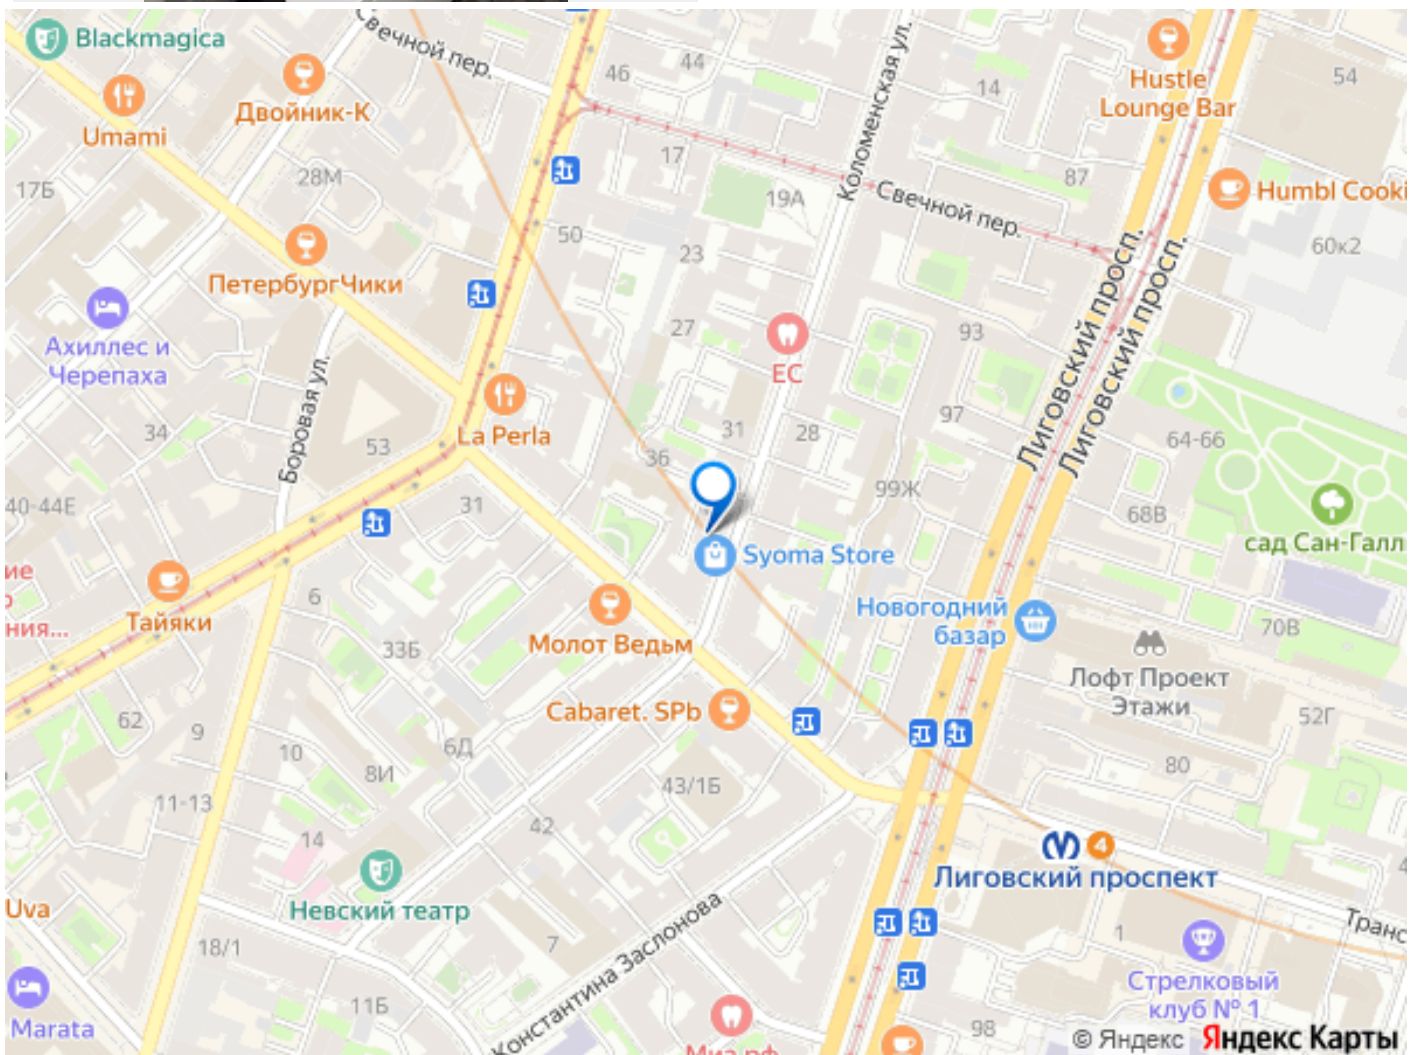 Blackmagica
Свечной пер.
46
44
Коломенская ул.
Hustle
Lounge Bar
54
Umami
Двойник-К
14
17Б
28М
17
19А
87
Humbl Cooki
Свечной пер.
50
23
60к2
ПетербургЧики
Ахиллес и
Черепаха
27
ЕС
93
Лиговский просп.
Лиговский просп.
Боровая ул.
La Perla
34
53
36
31
28
97
64-66
40-44Е
31
99Ж
68В
сад Сан-Галл
Syoma Store
ие
ния...
Тайяки
6
33Б
Молот Ведьм
Новогодний
базар
70В
Лофт Проект
Этажи
52Г
62
9
10
8И
6Д
Cabaret. SPb
80
11-13
14
42
43/1Б
4
Лиговский проспект
Невский театр
Uva
18/1
7
Константина Заслонова
1
Транс
Стрелковый
клуб № 1
Marata
11Б
98
Миа.рф
© Яндекс Яндекс Карты